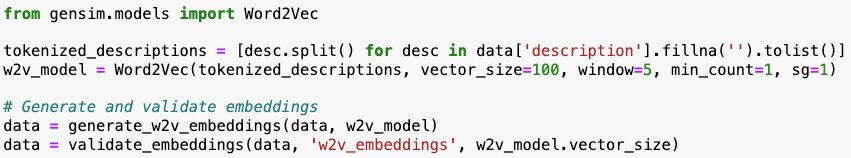 from gensim.models import Word2Vec
tokenized_descriptions = [desc.split() for desc in data['description'].fillna('').tolist()]
w2v_model = Word2Vec(tokenized_descriptions, vector_size=100, window=5, min_count=1, sg=1)
# Generate and validate embeddings
data = generate_w2v_embeddings(data, w2v_model)
data = validate_embeddings(data, 'w2v_embeddings', w2v_model.vector_size)